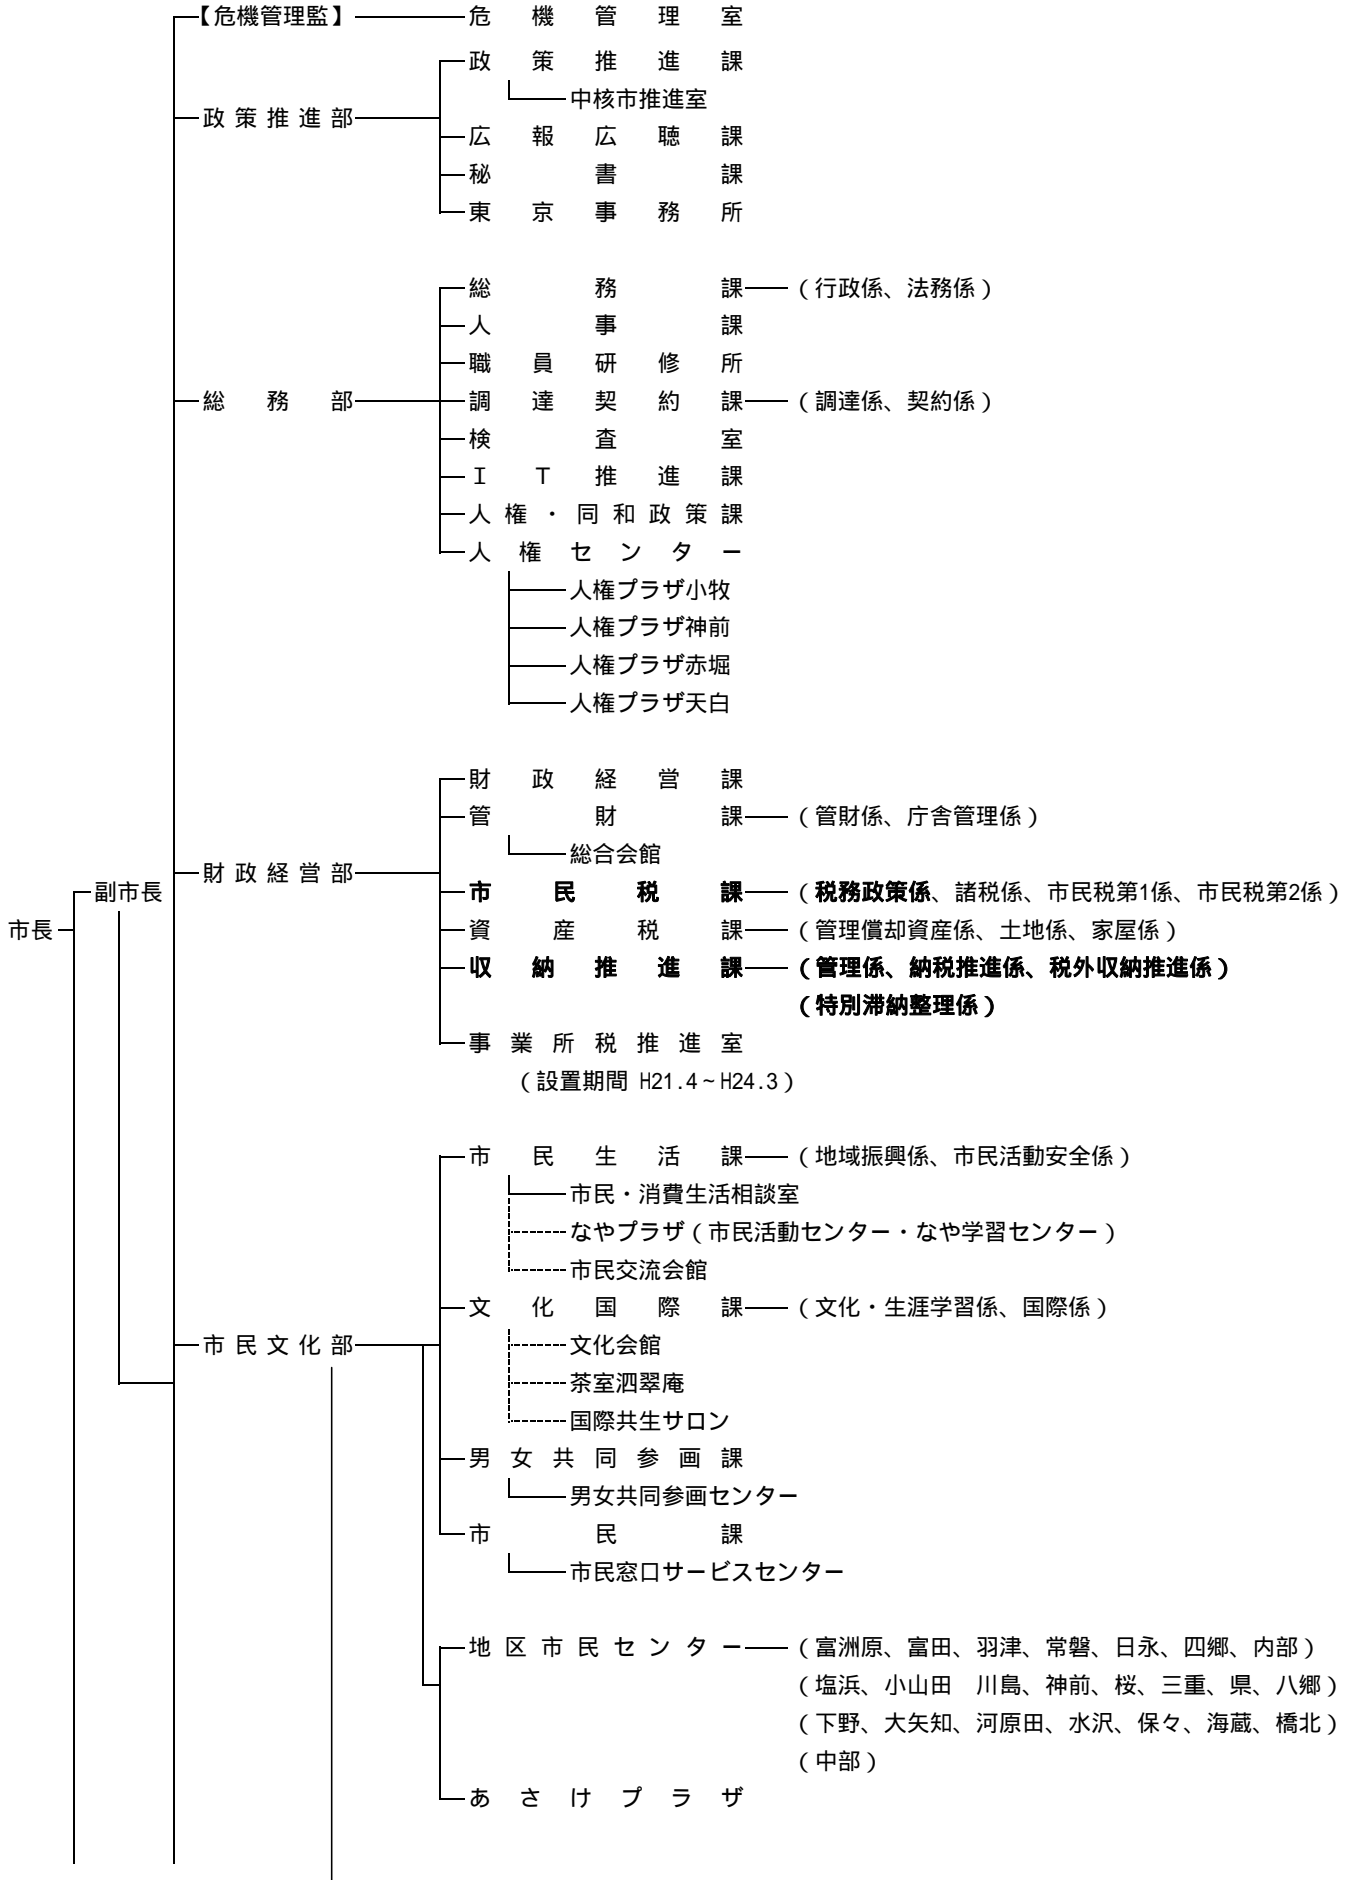 【危機管理監】 危機管理室
政策推進課
中核市推進室
政策推進部
広報広聴課
秘書課
東京事務所
総務課 (行政係、法務係)
人事課
職員研修所
総務部 調達契約課 (調達係、契約係)
検査室
IT推進課
人権・同和政策課
人権センター
人権プラザ小牧
人権プラザ神前
人権プラザ赤堀
人権プラザ天白
財政経営課
管財課 (管財係、庁舎管理係)
総合会館
財政経営部
副市長 市民税課 (税務政策係、諸税係、市民税第1係、市民税第2係)
市長 資産税課 (管理償却資産係、土地係、家屋係)
収納推進課 (管理係、納税推進係、税外収納推進係)
(特別滞納整理係)
事業所税推進室
(設置期間 H21.4~H24.3)
市民生活課 (地域振興係、市民活動安全係)
市民・消費生活相談室
なやプラザ(市民活動センター・なや学習センター)
市民交流会館
文化国際課 (文化・生涯学習係、国際係)
市民文化部 文化会館
茶室泗翠庵
国際共生サロン
男女共同参画課
男女共同参画センター
市民課
市民窓口サービスセンター
地区市民センター (富洲原、富田、羽津、常磐、日永、四郷、内部)
(塩浜、小山田 川島、神前、桜、三重、県、八郷)
(下野、大矢知、河原田、水沢、保々、海蔵、橋北)
(中部)
あさけプラザ